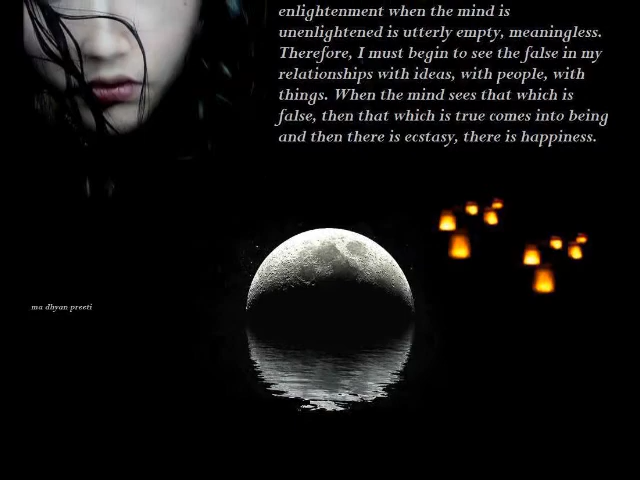 enlightenment when the mind is
unenlightened is utterly empty, meaningless.
Therefore, I must begin to see the false in my
relationships with ideas, with people, with
things. When the mind sees that which is
false, then that which is true comes into being
and then there is ecstasy, there is happiness.
ma dhyan preeti